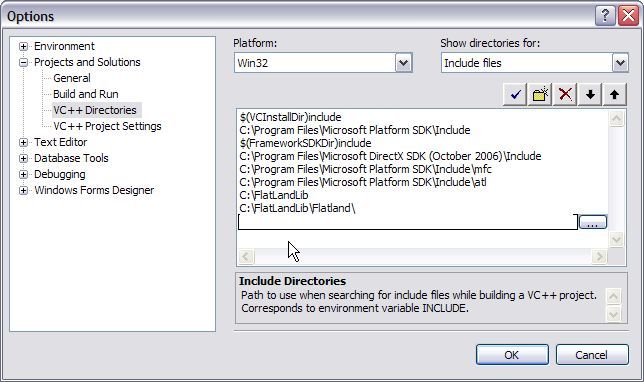 Options
Environment
Projects and Solutions
General
Build and Run
VC++ Directories
VC++ Project Settings
Text Editor
Database Tools
Debugging
Windows Forms Designer
Platform:
Win32
Show directories for:
Include files
$(VCInstallDir)include
C:\Program Files\Microsoft Platform SDK\Include
$(FrameworkSDKDir)include
C:\Program Files\Microsoft DirectX SDK (October 2006)\Include
C:\Program Files\Microsoft Platform SDK\Include\mfc
C:\Program Files\Microsoft Platform SDK\Include\atl
C:\FlatLandLib
C:\FlatLandLib\Flatland\
...
Include Directories
Path to use when searching for include files while building a VC++ project.
Corresponds to environment variable INCLUDE.
OK
Cancel